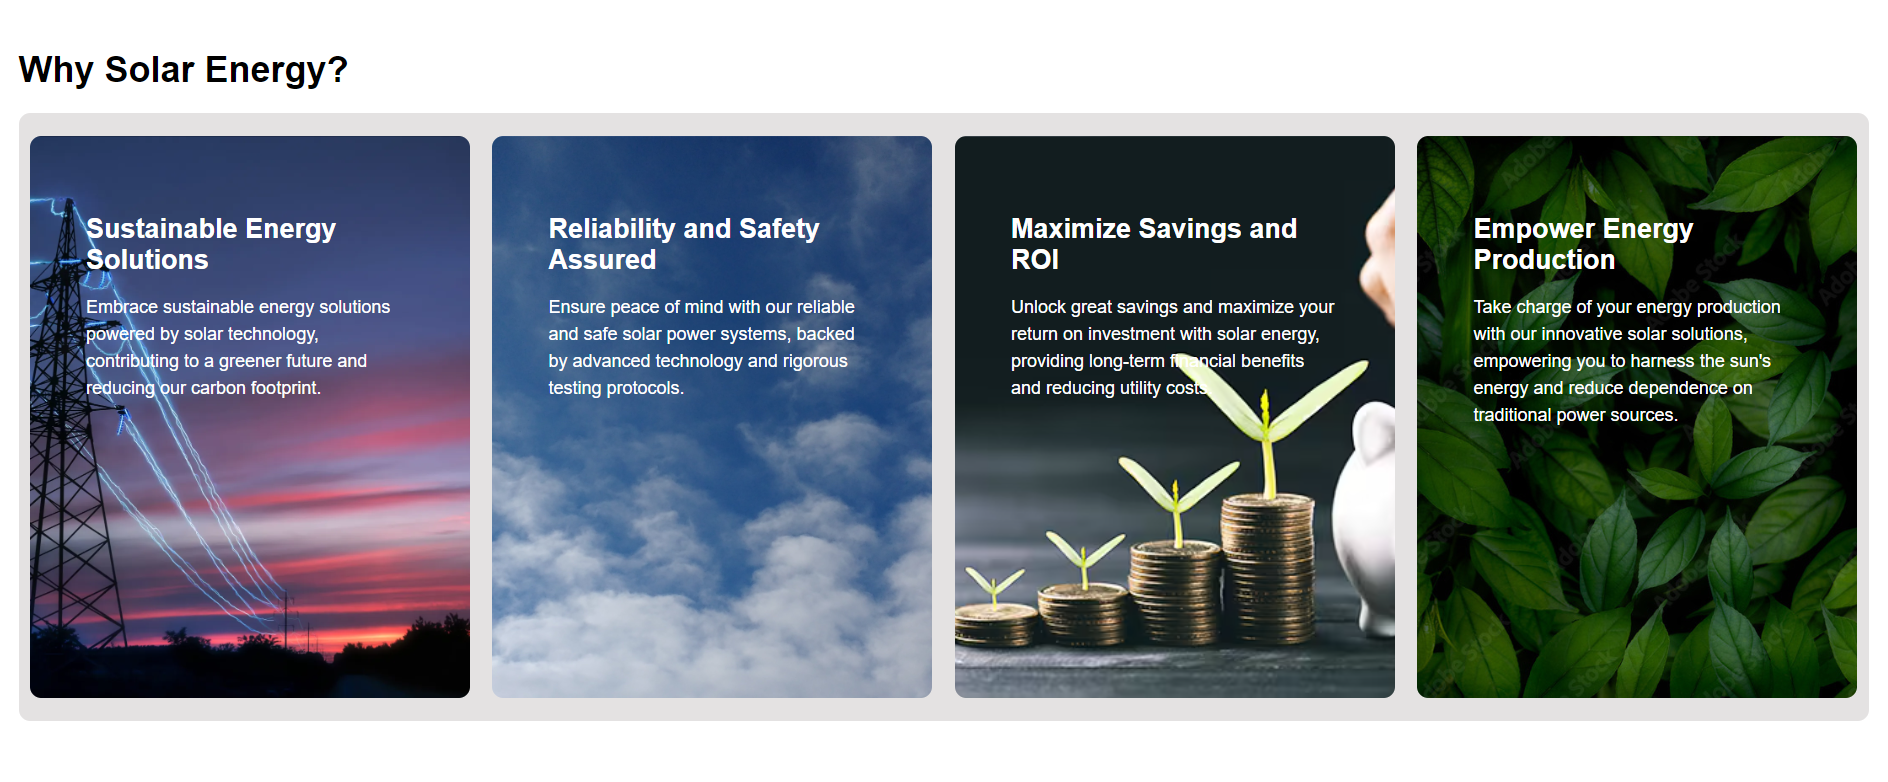 Why Solar Energy?
Sustainable Energy
Solutions
Embrace sustainable energy solutions
powered by solar technology,
contributing to a greener future and
reducing our carbon footprint.
Reliability and Safety
Assured
Ensure peace of mind with our reliable
and safe solar power systems, backed
by advanced technology and rigorous
testing protocols.
Maximize Savings and
ROI
Unlock great savings and maximize your
return on investment with solar energy,
providing long-term financial benefits
and reducing utility costs.
Empower Energy
Production
Take charge of your energy production
with our innovative solar solutions,
empowering you to harness the sun's
energy and reduce dependence on
traditional power sources.
Adobe Stock